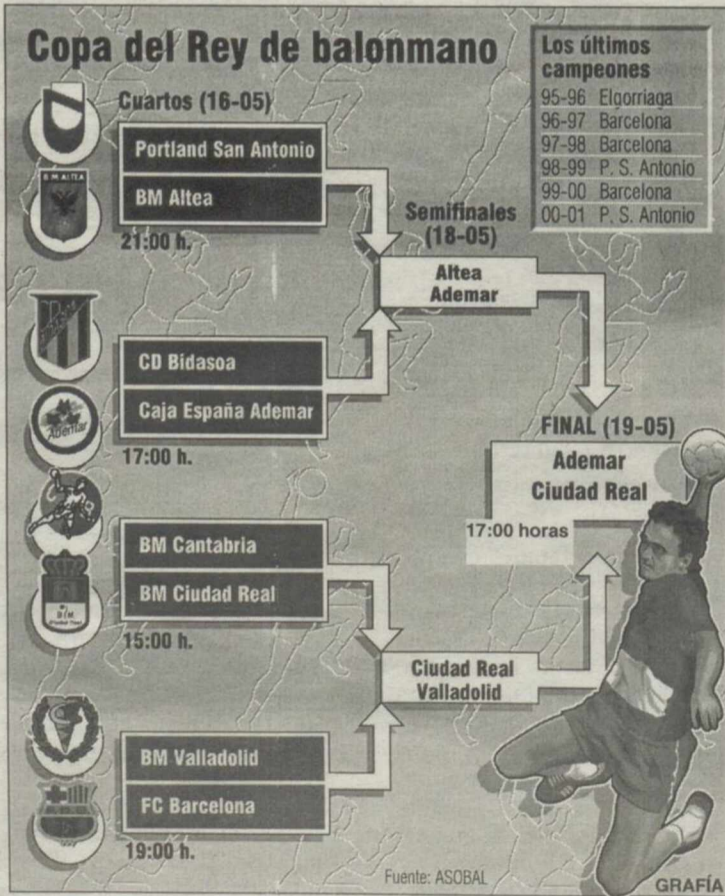 Copa del Rey de balonmano
Los últimos
campeones
95-96 Elgorriaga
96-97 Barcelona
97-98 Barcelona
98-99 P. S. Antonio
99-00 Barcelona
00-01 P. S. Antonio
Cuartos (16-05)
Portland San Antonio
BM ALTEA
BM Altea
21:00 h.
Semifinales
(18-05)
Altea
Ademar
CD Bidasoa
Caja España Ademar
Ademar
17:00 h.
FINAL (19-05)
Ademar
Ciudad Real
17:00 horas
BM Cantabria
BM Ciudad Real
15:00 h.
Ciudad Real
Valladolid
BM Valladolid
FC Barcelona
19:00 h.
Fuente: ASOBAL
GRAFÍA